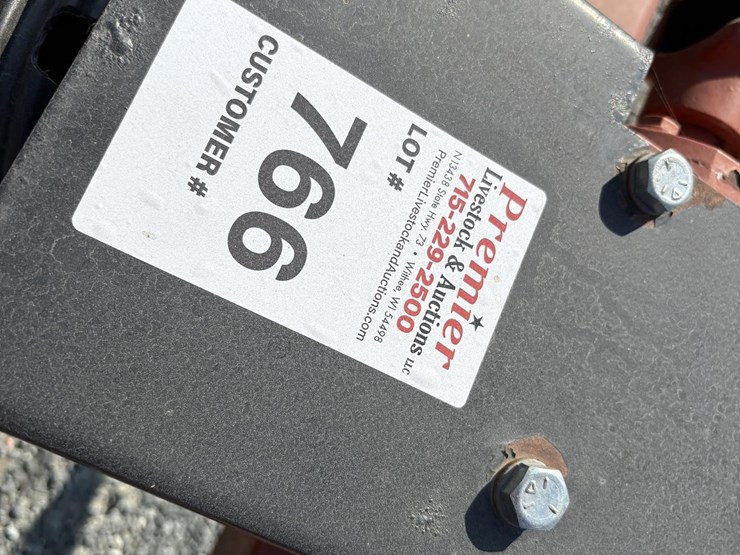 Premier
Livestock & Auctions LLC
715-229-2500
N13438 State Hwy. 73 • Withee, WI 54498
PremierLivestockandAuctions.com
LOT #
766
CUSTOMER #